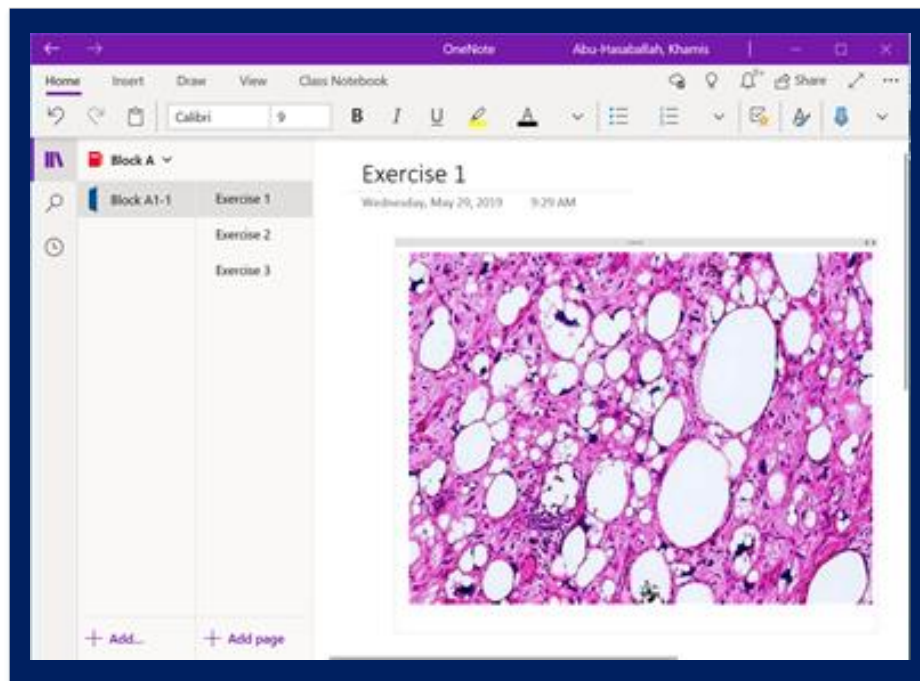 OneNote
Abu-Hasaballah, Khamis
Home Insert Draw View Class Notebook
Share
Calibri 9 B I U A
Block A
Block A1-1
Exercise 1
Exercise 2
Exercise 3
Exercise 1
Wednesday, May 29, 2019 9:29 AM
+ Add...
+ Add page